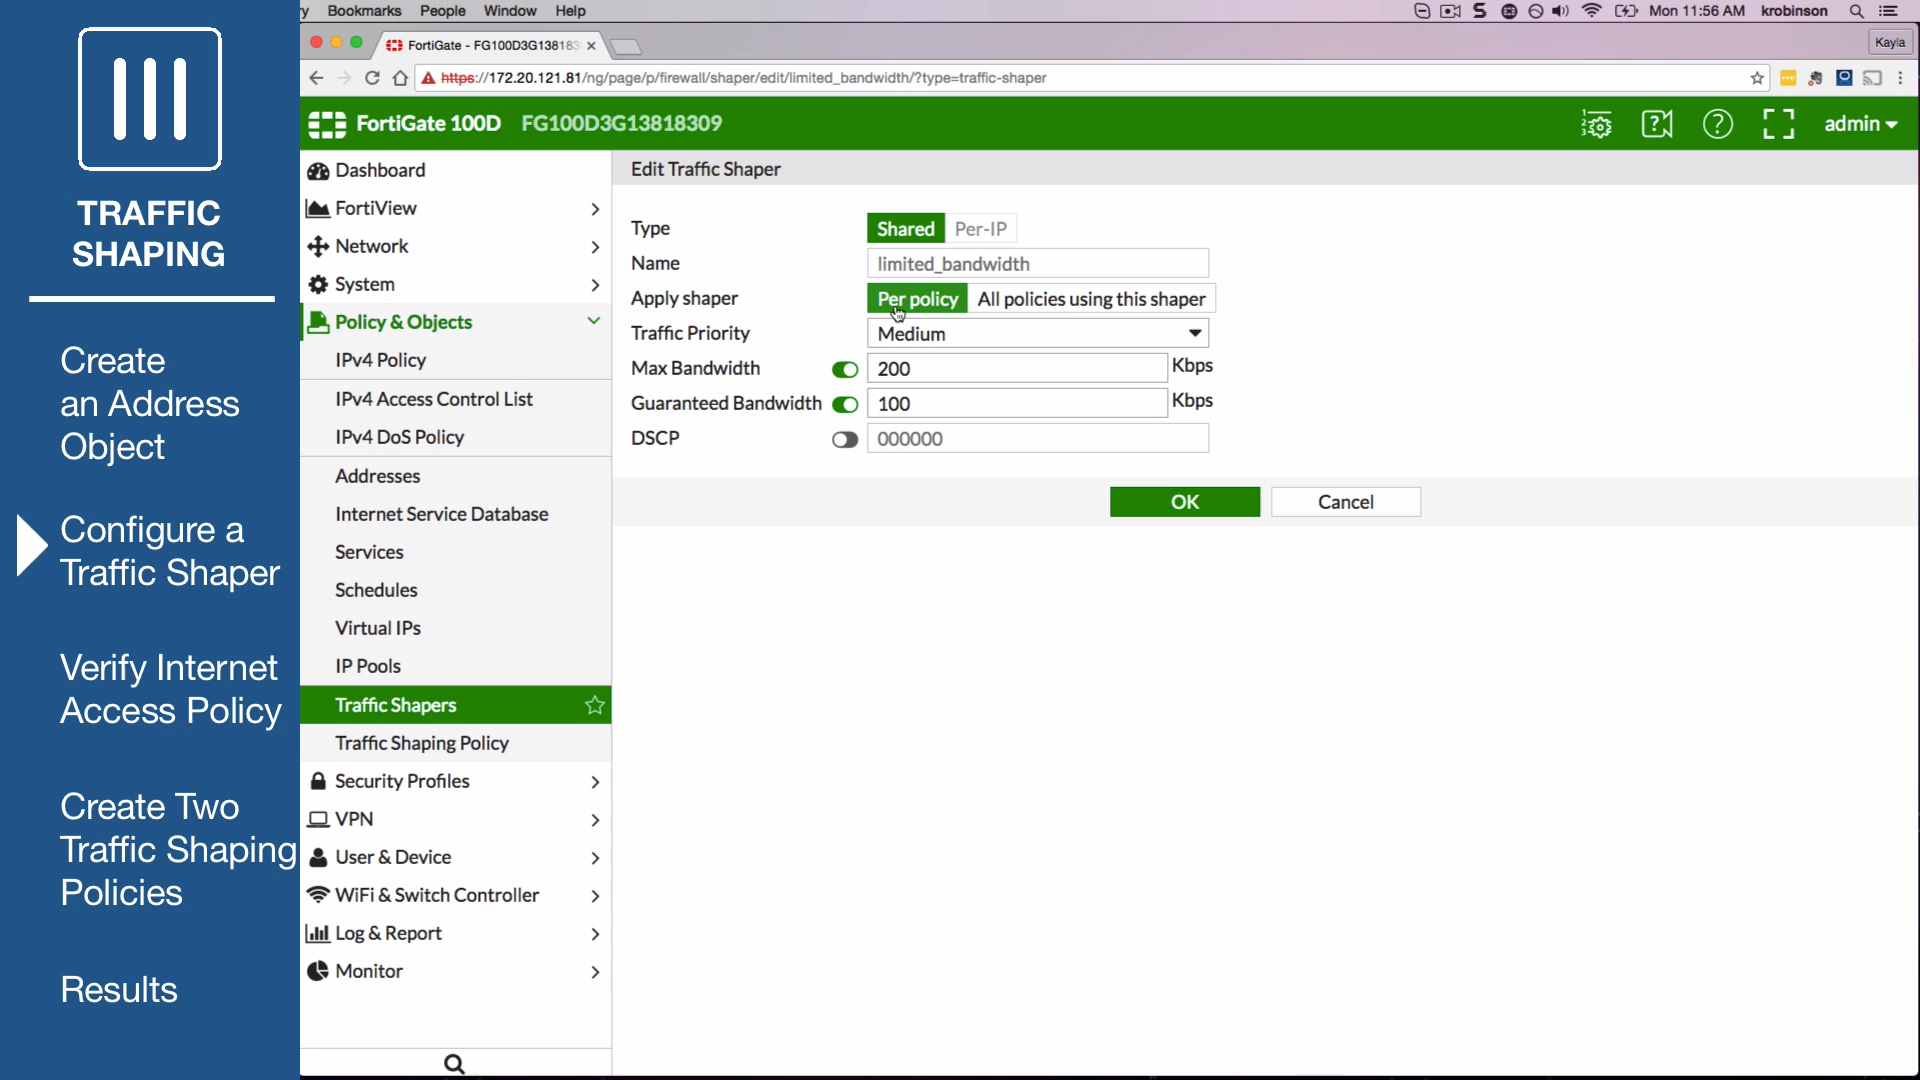 TRAFFIC
SHAPING
Create
an Address
Object
Configure a
Traffic Shaper
Verify Internet
Access Policy
Create Two
Traffic Shaping
Policies
Results
y Bookmarks People Window Help
Mon 11:56 AM krobinson
FortiGate - FG100D3G138183
Kayla
https://172.20.121.81/ng/page/p/firewall/shaper/edit/limited_bandwidth/?type=traffic-shaper
FortiGate 100D FG100D3G13818309
admin
Dashboard
FortiView
Network
System
Policy & Objects
IPv4 Policy
IPv4 Access Control List
IPv4 DoS Policy
Addresses
Internet Service Database
Services
Schedules
Virtual IPs
IP Pools
Traffic Shapers
Traffic Shaping Policy
Security Profiles
VPN
User & Device
WiFi & Switch Controller
Log & Report
Monitor
Edit Traffic Shaper
Type Shared Per-IP
Name limited_bandwidth
Apply shaper Per policy All policies using this shaper
Traffic Priority Medium
Max Bandwidth 200 Kbps
Guaranteed Bandwidth 100 Kbps
DSCP 000000
OK Cancel